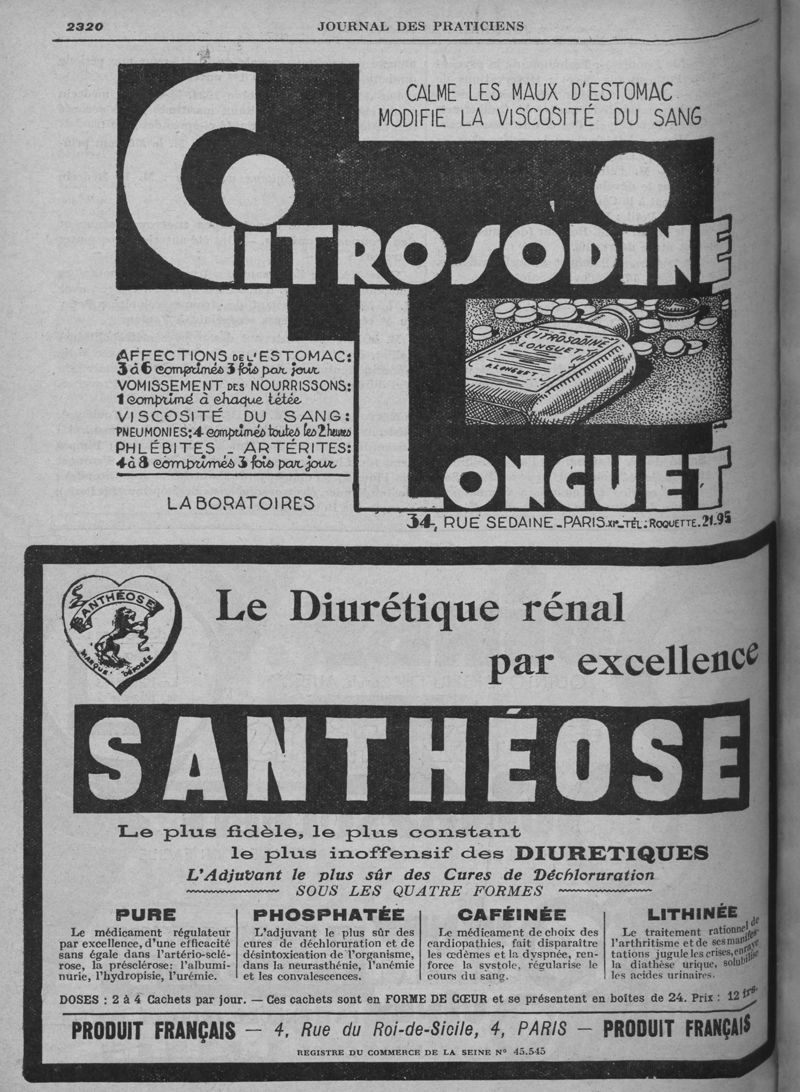 2320
JOURNAL DES PRATICIENS
CALME LES MAUX D'ESTOMAC
MODIFIE LA VISCOSITÉ DU SANG
CITROSODINE
CITROSODINE
LONGUET
P. LONGUET
AFFECTIONS DE L'ESTOMAC:
3 à 6 comprimés 3 fois par jour
VOMISSEMENT DES NOURRISSONS:
1 comprimé à chaque tétée
VISCOSITÉ DU SANG:
PNEUMONIES: 4 comprimés toutes les 2 heures
PHLÉBITES _ ARTÉRITES:
4 à 8 comprimés 3 fois par jour
LABORATOIRES
LONGUET
34, RUE SEDAINE_PARIS.XIe_TÉL: ROQUETTE.21-95
SANTHÉOSE
MARQUE DÉPOSÉE
Le Diurétique rénal
par excellence
SANTHÉOSE
Le plus fidèle, le plus constant
le plus inoffensif des DIURETIQUES
L'Adjuvant le plus sûr des Cures de Déchloruration
SOUS LES QUATRE FORMES
PURE
Le médicament régulateur
par excellence, d'une efficacité
sans égale dans l'artério-sclé-
rose, la présclérose: l'albumi-
nurie, l'hydropisie, l'urémie.
PHOSPHATÉE
L'adjuvant le plus sûr des
cures de déchloruration et de
désintoxication de l'organisme,
dans la neurasthénie, l'anémie
et les convalescences.
CAFÉINÉE
Le médicament de choix des
cardiopathies, fait disparaître
les œdèmes et la dyspnée, ren-
force la systole, régularise le
cours du sang.
LITHINÉE
Le traitement rationnel de
l'arthritisme et de ses manifes-
tations jugule les crises, enraye
la diathèse urique, solubilise
les acides urinaires.
DOSES : 2 à 4 Cachets par jour. — Ces cachets sont en FORME DE CŒUR et se présentent en boîtes de 24. Prix : 12 frs.
PRODUIT FRANÇAIS — 4, Rue du Roi-de-Sicile, 4, PARIS — PRODUIT FRANÇAIS
REGISTRE DU COMMERCE DE LA SEINE No 45.545